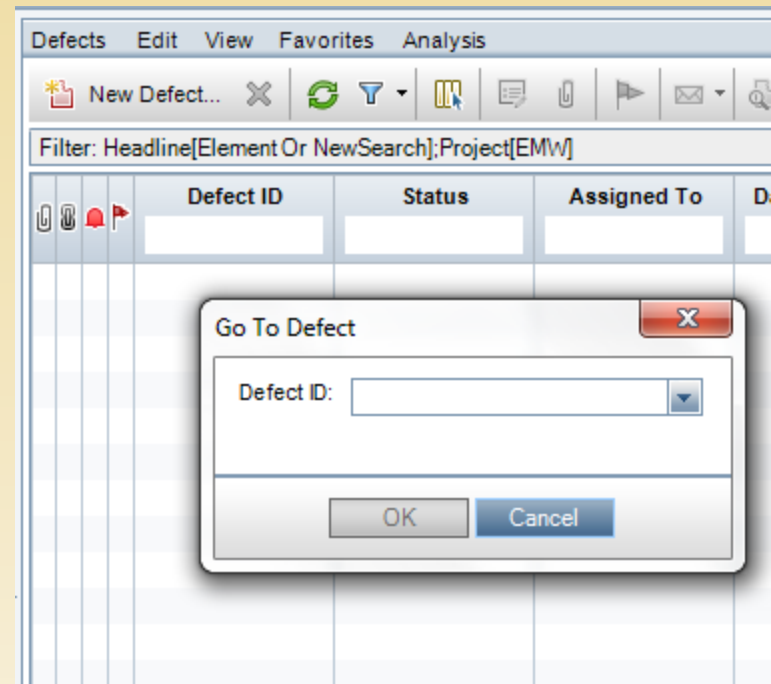 Defects Edit View Favorites Analysis
New Defect...
Filter: Headline[Element Or NewSearch];Project[EMW]
Defect ID Status Assigned To
Go To Defect
Defect ID:
OK Cancel